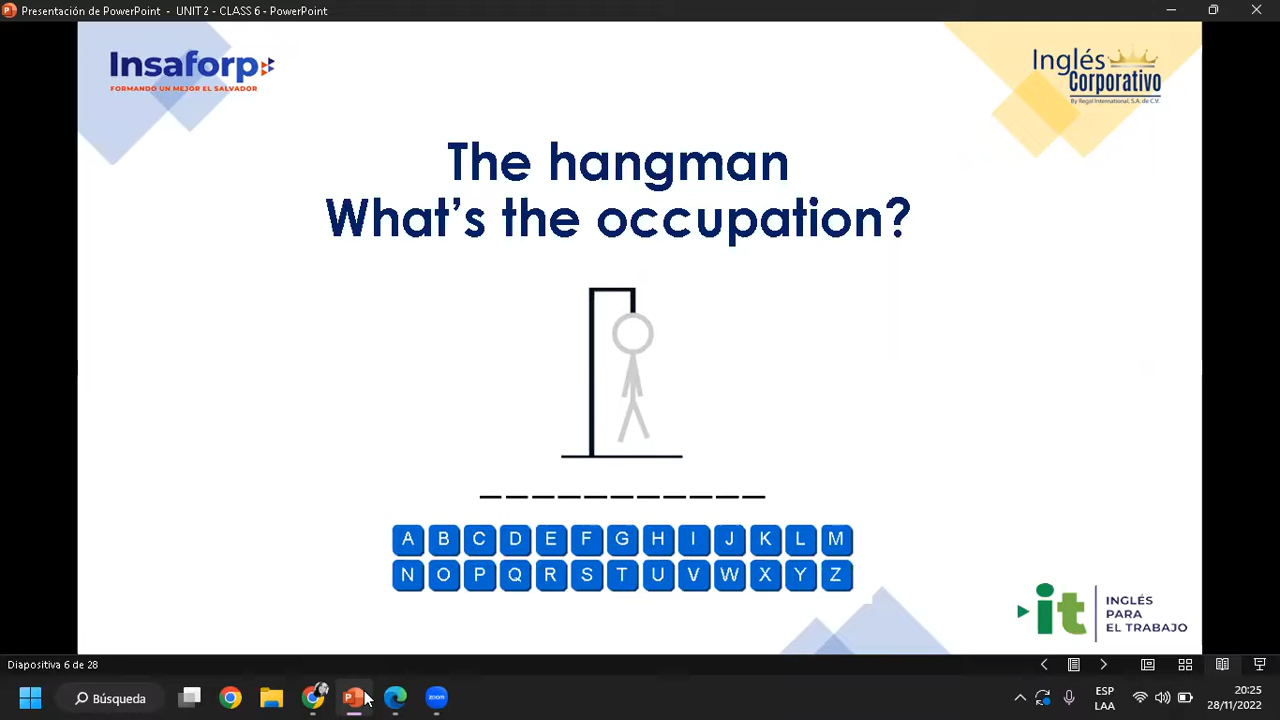 Presentación de PowerPoint - UNIT 2 - CLASS 6 - PowerPoint
Insaforp
FORMANDO UN MEJOR EL SALVADOR
Inglés
Corporativo
By Regal International, S.A. de C.V.
The hangman
What's the occupation?
A B C D E F G H I J K L M
N O P Q R S T U V W X Y Z
it
INGLÉS
PARA
EL TRABAJO
Diapositiva 6 de 28
Búsqueda
zoom
ESP
LAA
20:25
28/11/2022